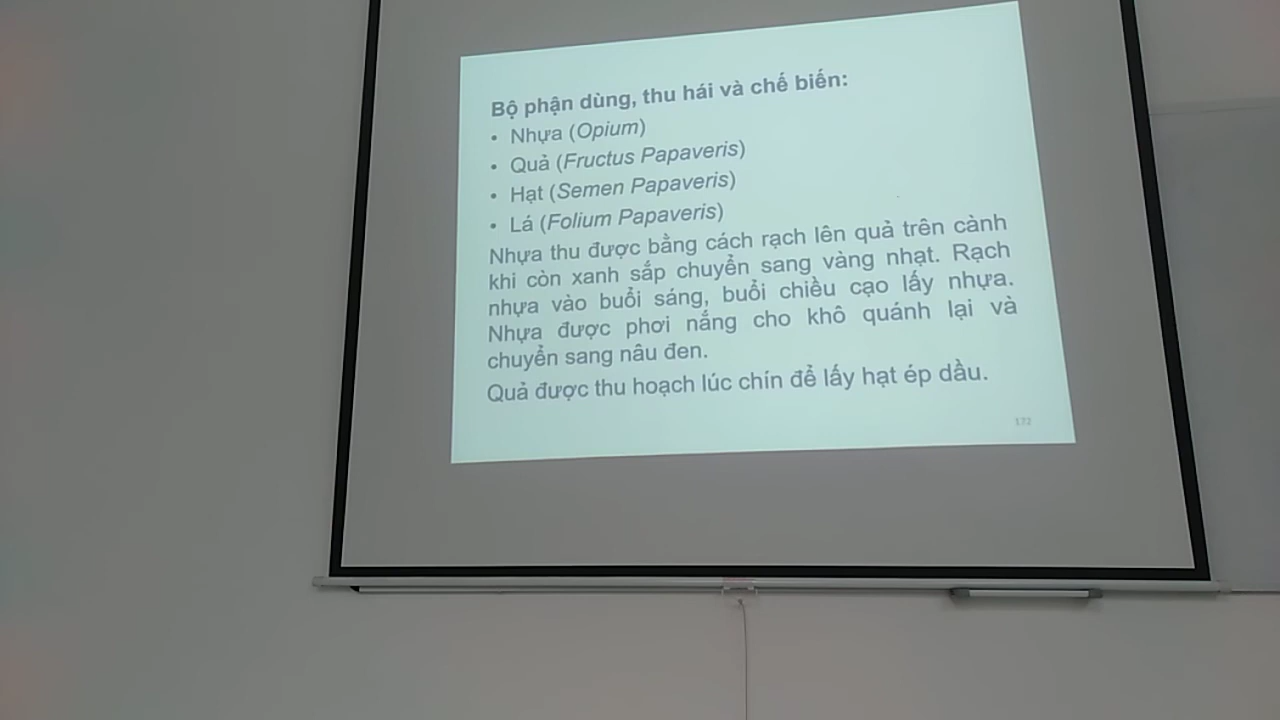 Bộ phận dùng, thu hái và chế biến:
• Nhựa (Opium)
• Quả (Fructus Papaveris)
• Hạt (Semen Papaveris)
• Lá (Folium Papaveris)
Nhựa thu được bằng cách rạch lên quả trên cành
khi còn xanh sắp chuyển sang vàng nhạt. Rạch
nhựa vào buổi sáng, buổi chiều cạo lấy nhựa.
Nhựa được phơi nắng cho khô quánh lại và
chuyển sang nâu đen.
Quả được thu hoạch lúc chín để lấy hạt ép dầu.
172